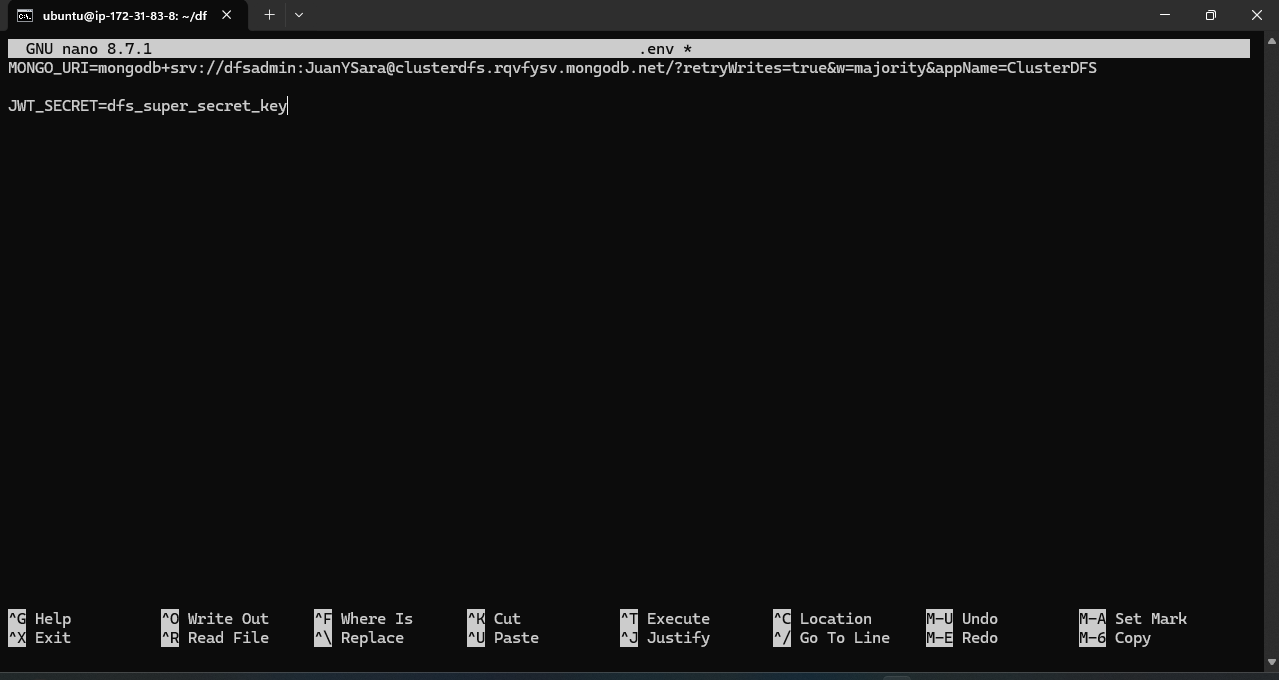 ubuntu@ip-172-31-83-8: ~/df
GNU nano 8.7.1 .env *
MONGO_URI=mongodb+srv://dfsadmin:JuanYSara@clusterdfs.rqvfysv.mongodb.net/?retryWrites=true&w=majority&appName=ClusterDFS
JWT_SECRET=dfs_super_secret_key
^G Help ^O Write Out ^F Where Is ^K Cut ^T Execute ^C Location M-U Undo M-A Set Mark
^X Exit ^R Read File ^\ Replace ^U Paste ^J Justify ^/ Go To Line M-E Redo M-6 Copy